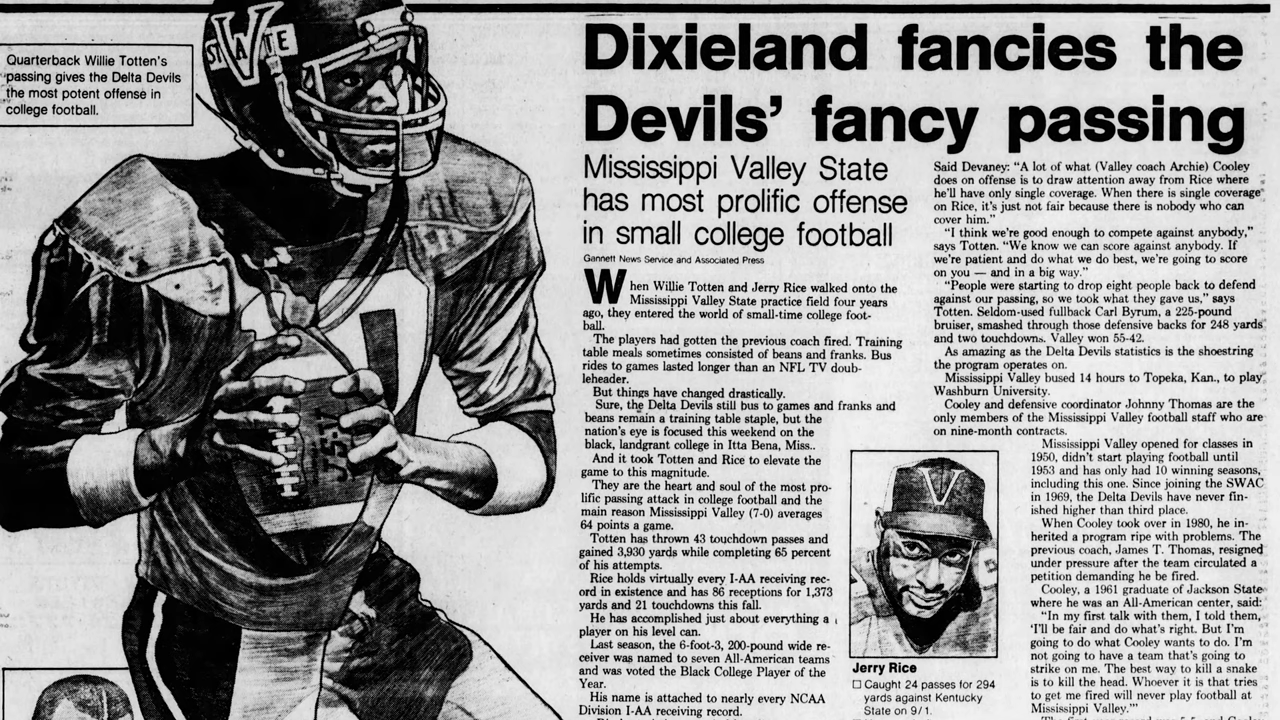 Quarterback Willie Totten's
passing gives the Delta Devils
the most potent offense in
college football.
STATE
V
Dixieland fancies the
Devils' fancy passing
Mississippi Valley State
has most prolific offense
in small college football
Gannett News Service and Associated Press
When Willie Totten and Jerry Rice walked onto the
Mississippi Valley State practice field four years
ago, they entered the world of small-time college foot-
ball.
The players had gotten the previous coach fired. Training
table meals sometimes consisted of beans and franks. Bus
rides to games lasted longer than an NFL TV doub-
leheader.
But things have changed drastically.
Sure, the Delta Devils still bus to games and franks and
beans remain a training table staple, but the
nation's eye is focused this weekend on the
black, landgrant college in Itta Bena, Miss..
And it took Totten and Rice to elevate the
game to this magnitude.
They are the heart and soul of the most pro-
lific passing attack in college football and the
main reason Mississippi Valley (7-0) averages
64 points a game.
Totten has thrown 43 touchdown passes and
gained 3,930 yards while completing 65 percent
of his attempts.
Rice holds virtually every I-AA receiving rec-
ord in existence and has 86 receptions for 1,373
yards and 21 touchdowns this fall.
He has accomplished just about everything a
player on his level can.
Last season, the 6-foot-3, 200-pound wide re-
ceiver was named to seven All-American teams
and was voted the Black College Player of the
Year.
His name is attached to nearly every NCAA
Division I-AA receiving record.
Said Devaney: "A lot of what (Valley coach Archie) Cooley
does on offense is to draw attention away from Rice where
he'll have only single coverage. When there is single coverage
on Rice, it's just not fair because there is nobody who can
cover him."
"I think we're good enough to compete against anybody,"
says Totten. "We know we can score against anybody. If
we're patient and do what we do best, we're going to score
on you — and in a big way."
"People were starting to drop eight people back to defend
against our passing, so we took what they gave us," says
Totten. Seldom-used fullback Carl Byrum, a 225-pound
bruiser, smashed through those defensive backs for 248 yards
and two touchdowns. Valley won 55-42.
As amazing as the Delta Devils statistics is the shoestring
the program operates on.
Mississippi Valley bused 14 hours to Topeka, Kan., to play
Washburn University.
Cooley and defensive coordinator Johnny Thomas are the
only members of the Mississippi Valley football staff who are
on nine-month contracts.
Mississippi Valley opened for classes in
1950, didn't start playing football until
1953 and has only had 10 winning seasons,
including this one. Since joining the SWAC
in 1969, the Delta Devils have never fin-
ished higher than third place.
When Cooley took over in 1980, he in-
herited a program ripe with problems. The
previous coach, James T. Thomas, resigned
under pressure after the team circulated a
petition demanding he be fired.
Cooley, a 1961 graduate of Jackson State
where he was an All-American center, said:
"In my first talk with them, I told them,
'I'll be fair and do what's right. But I'm
going to do what Cooley wants to do. I'm
not going to have a team that's going to
strike on me. The best way to kill a snake
is to kill the head. Whoever it is that tries
to get me fired will never play football at
Mississippi Valley.'"
V
Jerry Rice
□ Caught 24 passes for 294
yards against Kentucky
State on 9/1.